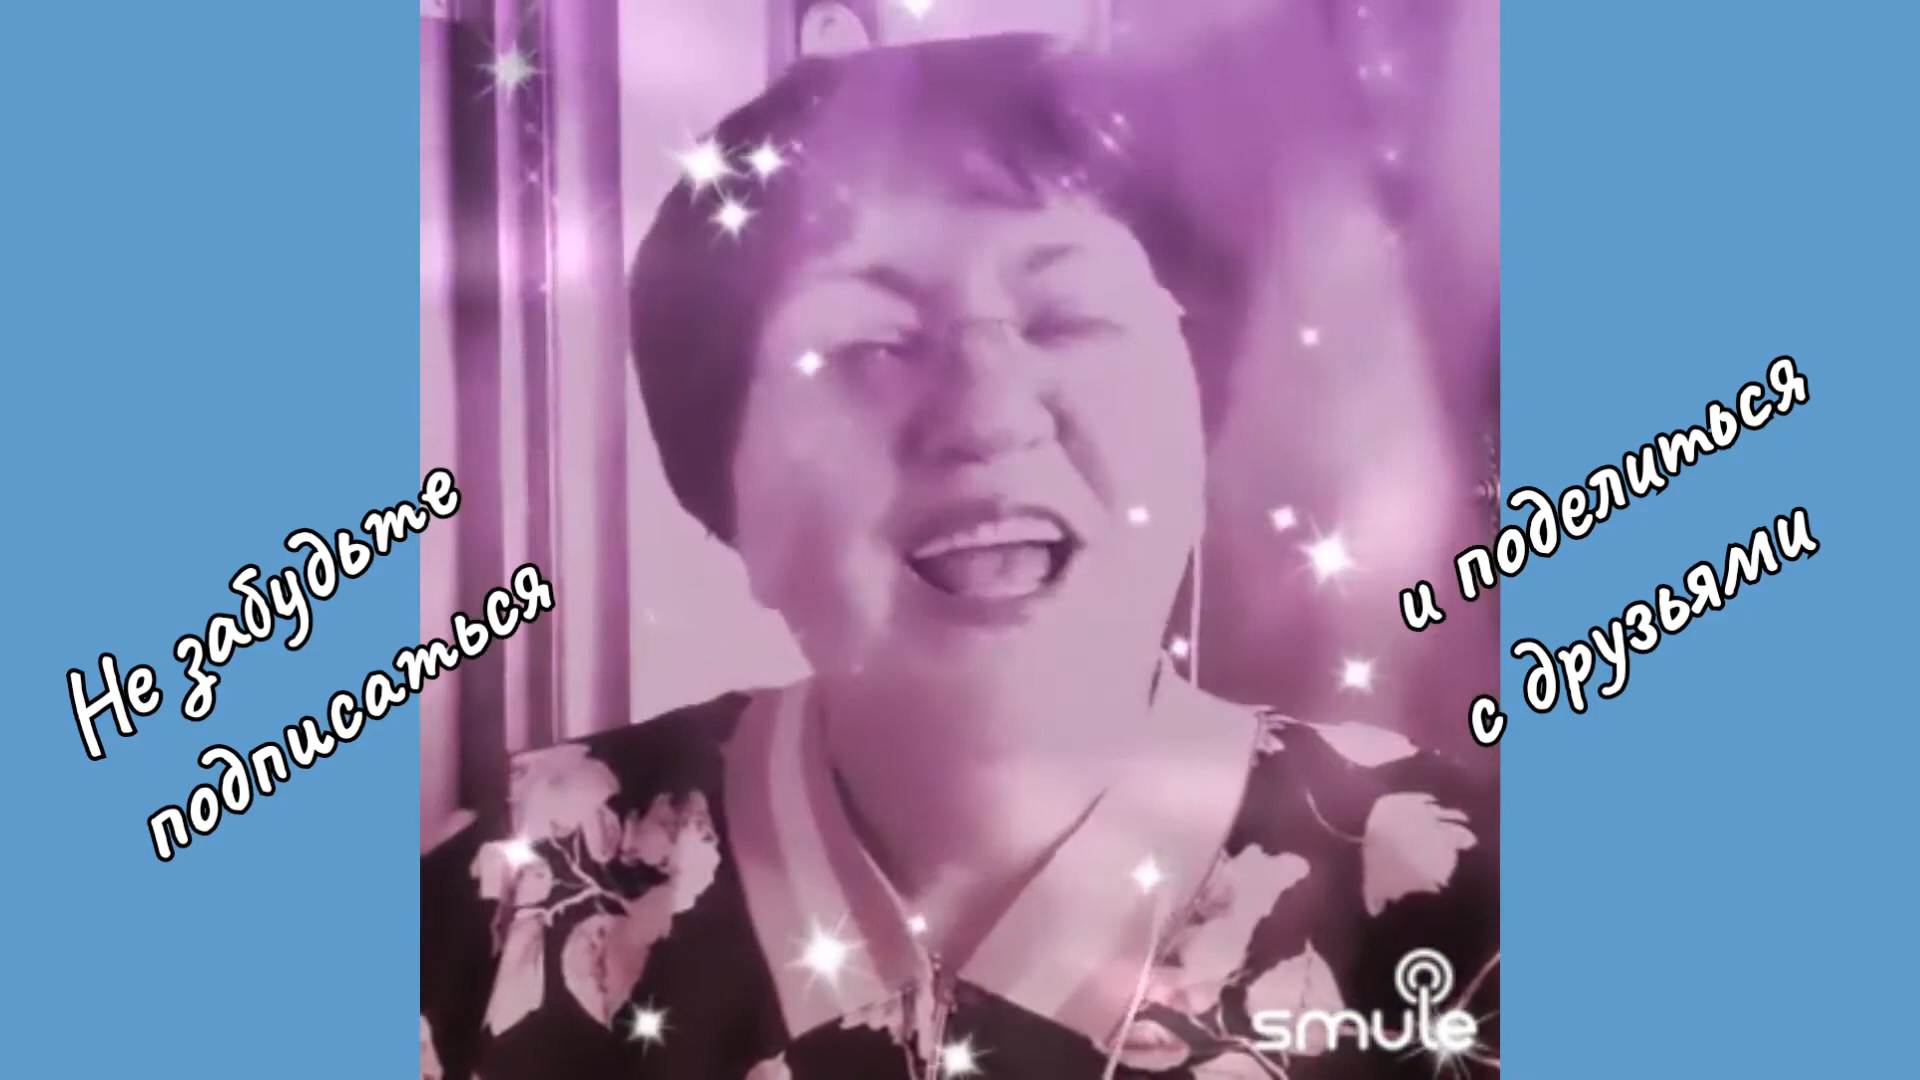 Не забудьте
подписаться
и поделиться
с друзьями
smule